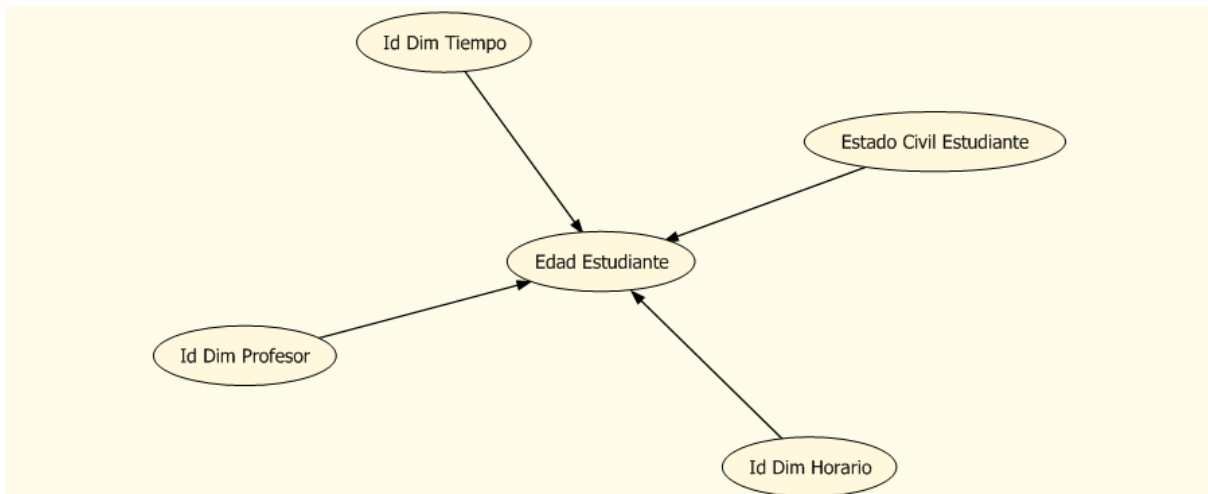 Id Dim Tiempo
Estado Civil Estudiante
Edad Estudiante
Id Dim Profesor
Id Dim Horario